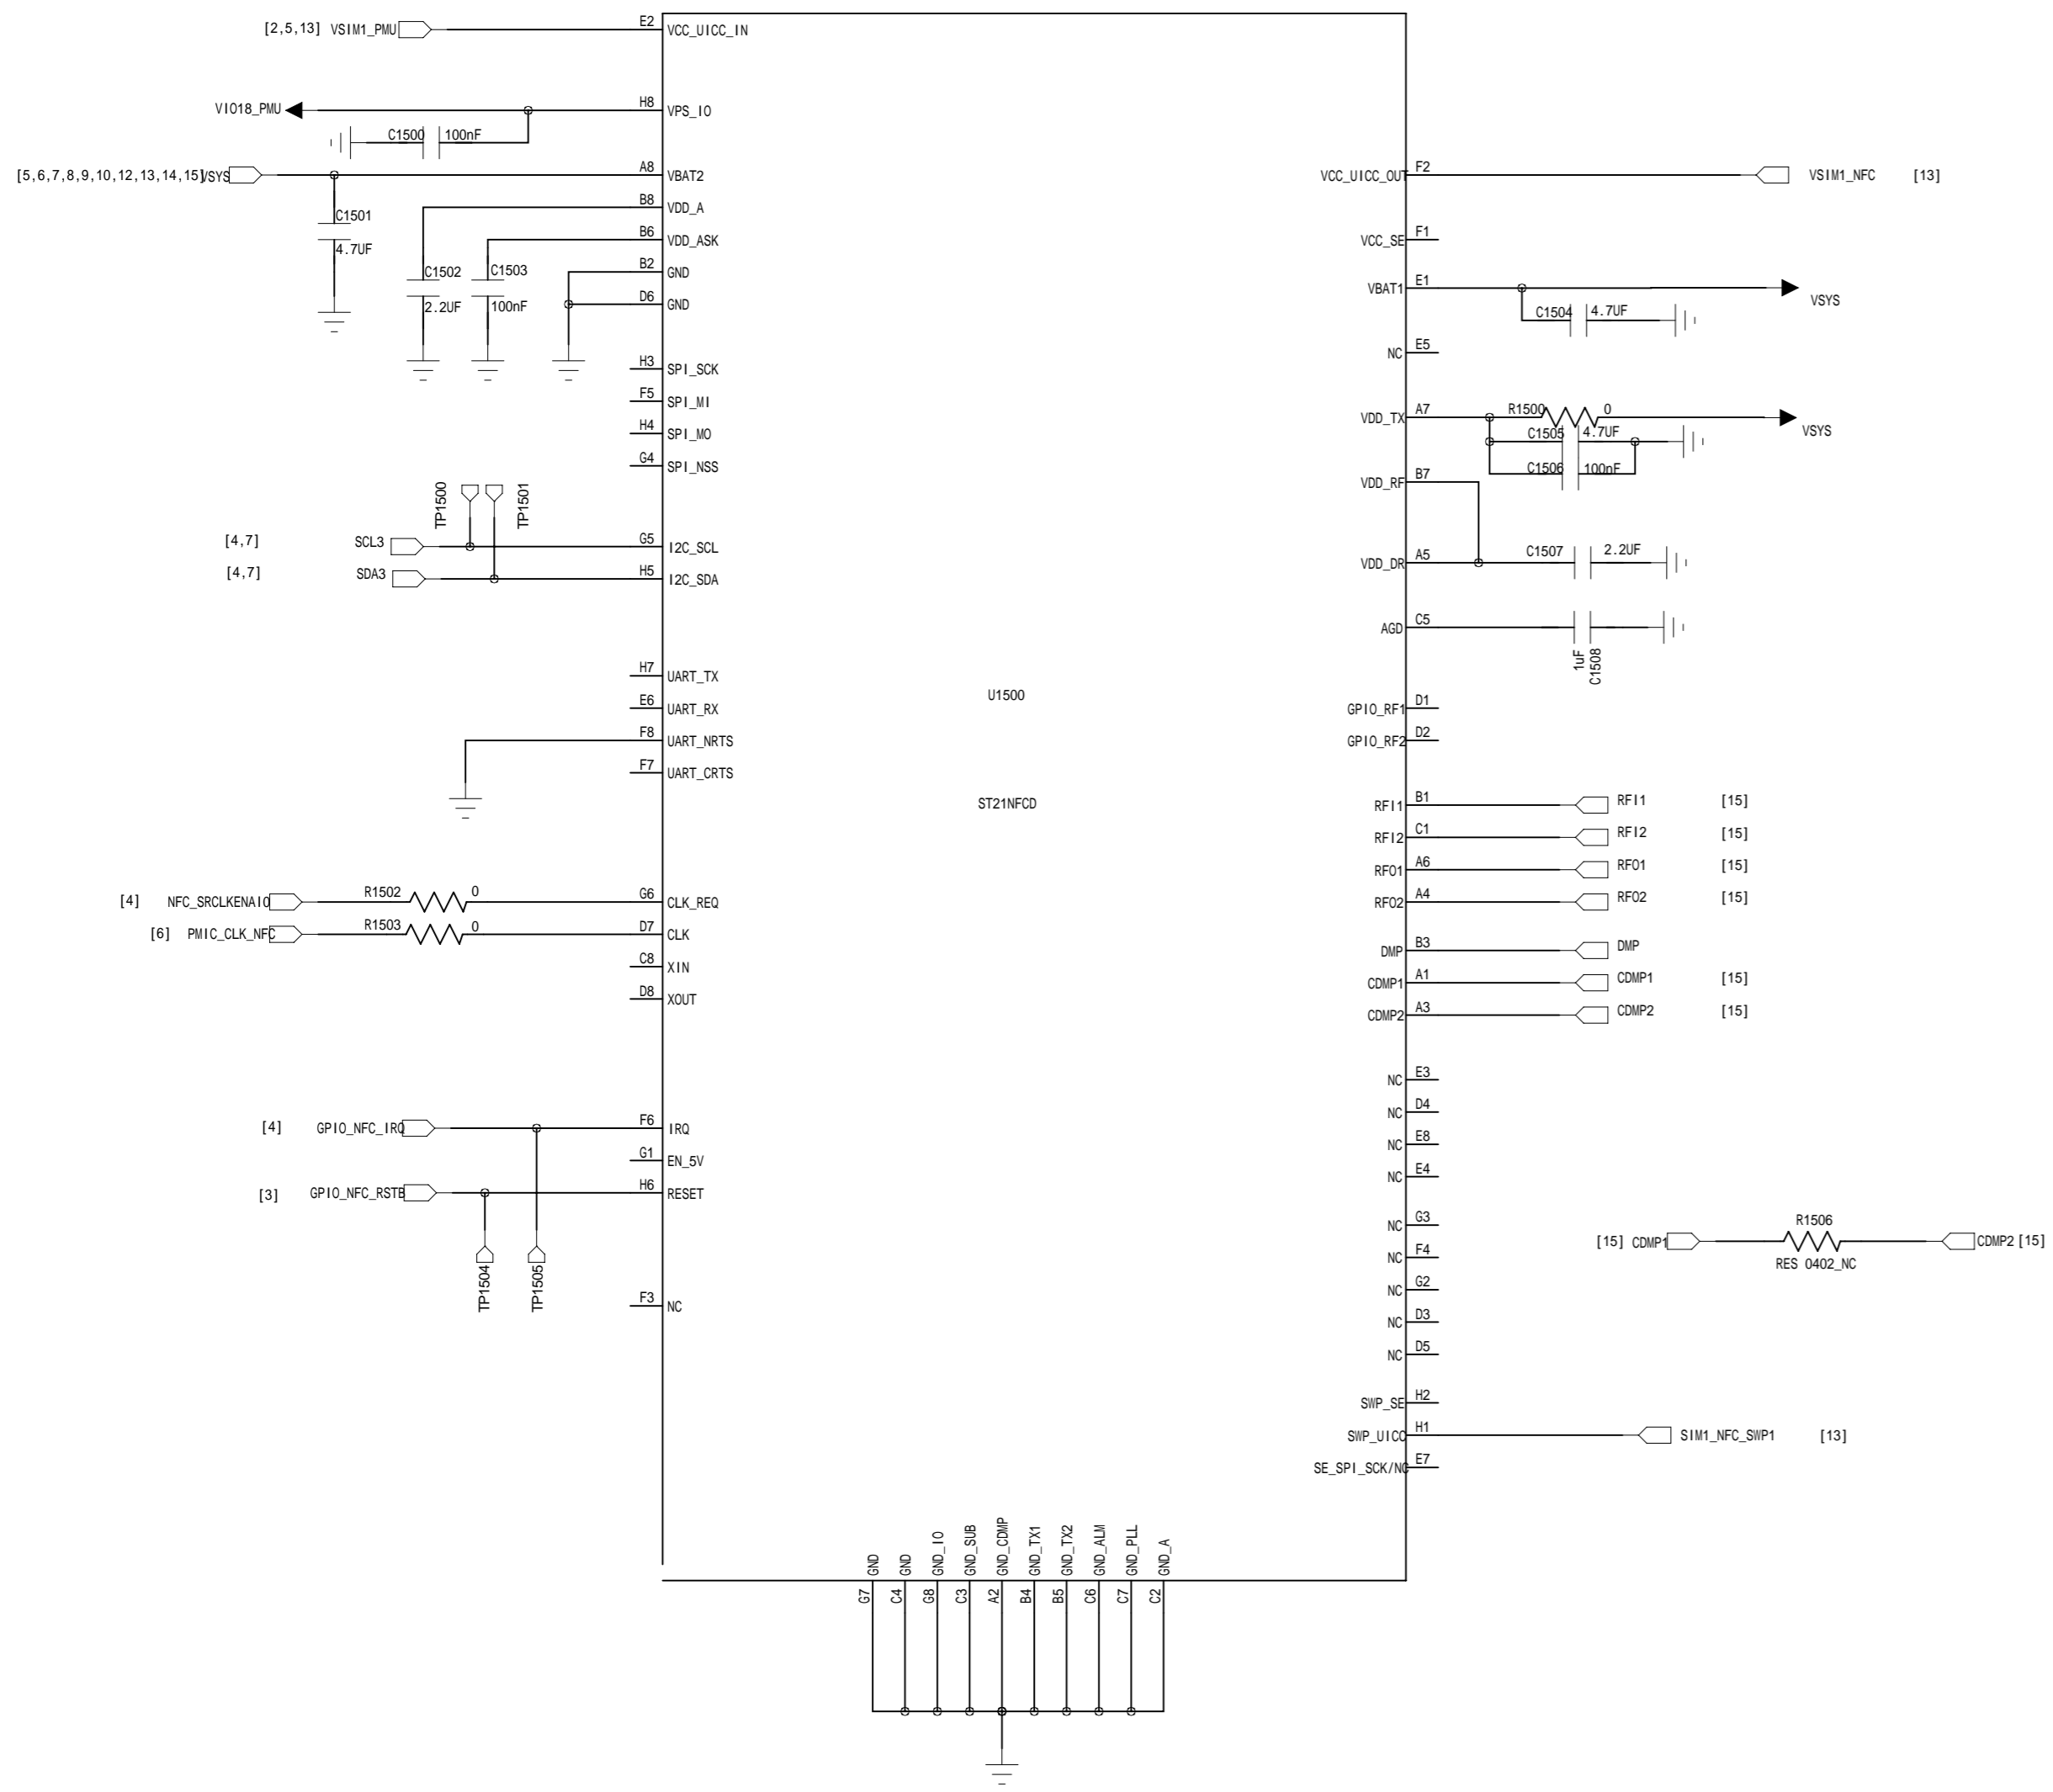 [2,5,13] VSIM1_PMU E2 VCC_UICC_IN
VIO18_PMU H8 VPS_IO
C1500 100nF
[5,6,7,8,9,10,12,13,14,15] VSYS A8 VBAT2
C1501
4.7UF
B8 VDD_A
B6 VDD_ASK
C1502
2.2UF
C1503
100nF
B2 GND
D6 GND
H3 SPI_SCK
F5 SPI_MI
H4 SPI_MO
G4 SPI_NSS
TP1500
TP1501
[4,7] SCL3 G5 I2C_SCL
[4,7] SDA3 H5 I2C_SDA
H7 UART_TX
E6 UART_RX
F8 UART_NRTS
F7 UART_CRTS
[4] NFC_SRCLKENAIO R1502 0 G6 CLK_REQ
[6] PMIC_CLK_NFC R1503 0 D7 CLK
C8 XIN
D8 XOUT
[4] GPIO_NFC_IRQ F6 IRQ
G1 EN_5V
[3] GPIO_NFC_RSTB H6 RESET
TP1504
TP1505
F3 NC
U1500
ST21NFCD
VCC_UICC_OUT F2 VSIM1_NFC [13]
VCC_SE F1
VBAT1 E1 VSYS
C1504 4.7UF
NC E5
VDD_TX A7 R1500 0 VSYS
C1505 4.7UF
C1506 100nF
VDD_RF B7
VDD_DR A5 C1507 2.2UF
AGD C5
1uF
C1508
GPIO_RF1 D1
GPIO_RF2 D2
RFI1 B1 RFI1 [15]
RFI2 C1 RFI2 [15]
RFO1 A6 RFO1 [15]
RFO2 A4 RFO2 [15]
DMP B3 DMP
CDMP1 A1 CDMP1 [15]
CDMP2 A3 CDMP2 [15]
NC E3
NC D4
NC E8
NC E4
NC G3
NC F4
NC G2
NC D3
NC D5
R1506
[15] CDMP1 CDMP2 [15]
RES 0402_NC
SWP_SE H2
SWP_UICC H1 SIM1_NFC_SWP1 [13]
SE_SPI_SCK/NC E7
GND G7
GND C4
GND_IO G8
GND_SUB C3
GND_CDMP A2
GND_TX1 B4
GND_TX2 B5
GND_ALM C6
GND_PLL C7
GND_A C2